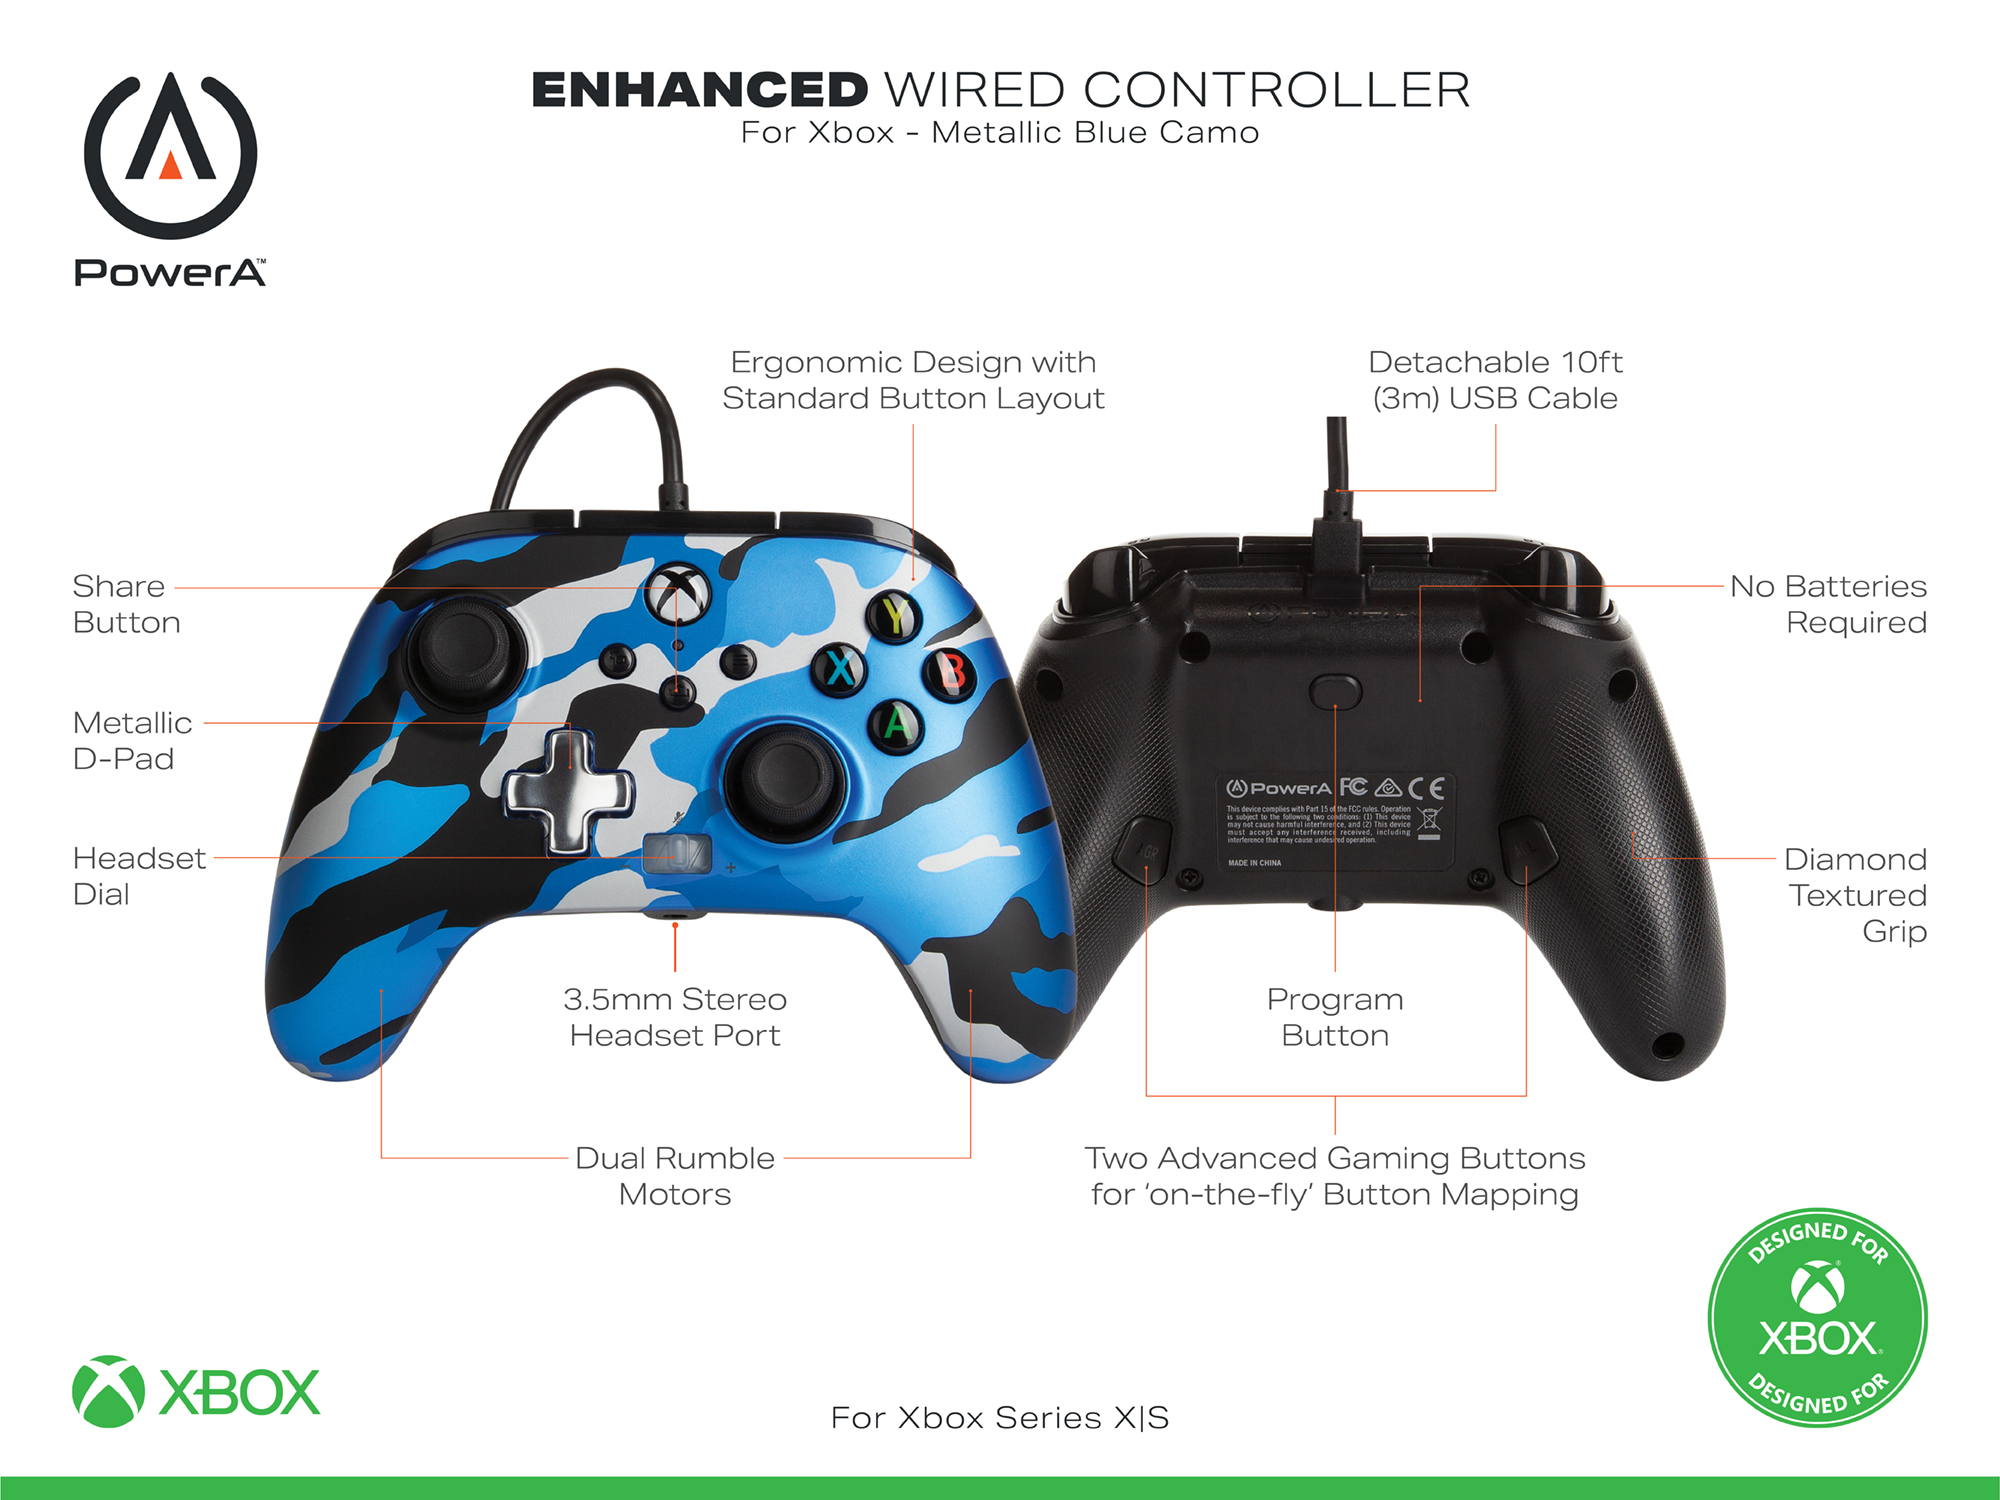 ENHANCED WIRED CONTROLLER
For Xbox - Metallic Blue Camo
PowerA™
Ergonomic Design with
Standard Button Layout
Detachable 10ft
(3m) USB Cable
Share
Button
No Batteries
Required
Metallic
D-Pad
Headset
Dial
Y
X
B
A
PowerA FC CE
This device complies with Part 15 of the FCC rules. Operation
is subject to the following two conditions: (1) This device
may not cause harmful interference, and (2) This device
must accept any interference received, including
interference that may cause undesired operation.
MADE IN CHINA
Diamond
Textured
Grip
3.5mm Stereo
Headset Port
Program
Button
Dual Rumble
Motors
Two Advanced Gaming Buttons
for ‘on-the-fly’ Button Mapping
DESIGNED FOR
XBOX
DESIGNED FOR
XBOX
For Xbox Series X|S